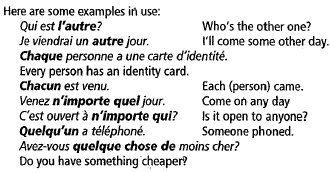 Here are some examples in use:
Qui est l'autre? Who's the other one?
Je viendrai un autre jour. I'll come some other day.
Chaque personne a une carte d'identité.
Every person has an identity card.
Chacun est venu. Each (person) came.
Venez n'importe quel jour. Come on any day
C'est ouvert à n'importe qui? Is it open to anyone?
Quelqu'un a téléphoné. Someone phoned.
Avez-vous quelque chose de moins cher?
Do you have something cheaper?